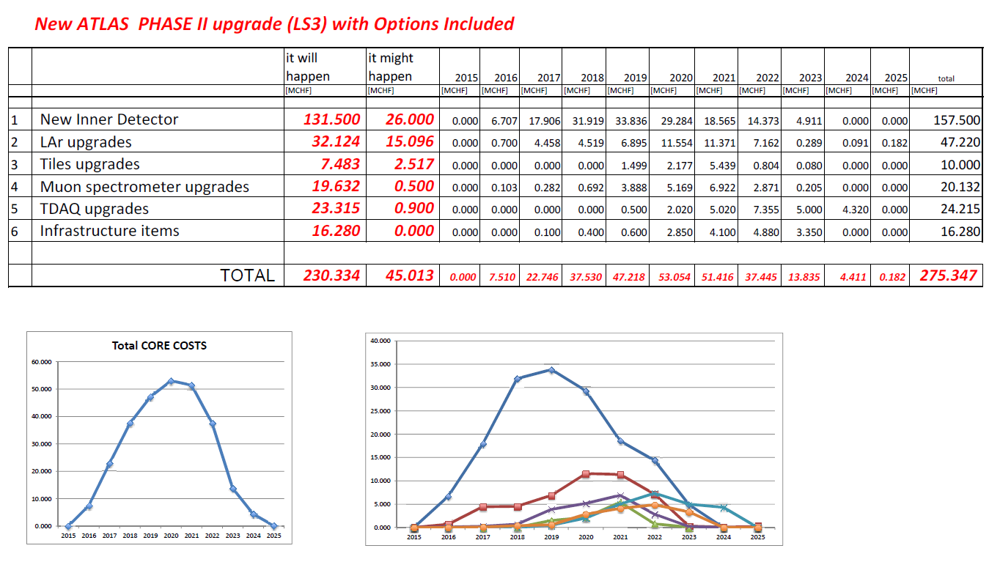 New ATLAS PHASE II upgrade (LS3) with Options Included
it will happen it might happen 2015 2016 2017 2018 2019 2020 2021 2022 2023 2024 2025 total
[MCHF] [MCHF] [MCHF] [MCHF] [MCHF] [MCHF] [MCHF] [MCHF] [MCHF] [MCHF] [MCHF] [MCHF] [MCHF] [MCHF]
1 New Inner Detector 131.500 26.000 0.000 6.707 17.906 31.919 33.836 29.284 18.565 14.373 4.911 0.000 0.000 157.500
2 LAr upgrades 32.124 15.096 0.000 0.700 4.458 4.519 6.895 11.554 11.371 7.162 0.289 0.091 0.182 47.220
3 Tiles upgrades 7.483 2.517 0.000 0.000 0.000 0.000 1.499 2.177 5.439 0.804 0.080 0.000 0.000 10.000
4 Muon spectrometer upgrades 19.632 0.500 0.000 0.103 0.282 0.692 3.888 5.169 6.922 2.871 0.205 0.000 0.000 20.132
5 TDAQ upgrades 23.315 0.900 0.000 0.000 0.000 0.000 0.500 2.020 5.020 7.355 5.000 4.320 0.000 24.215
6 Infrastructure items 16.280 0.000 0.000 0.000 0.100 0.400 0.600 2.850 4.100 4.880 3.350 0.000 0.000 16.280
TOTAL 230.334 45.013 0.000 7.510 22.746 37.530 47.218 53.054 51.416 37.445 13.835 4.411 0.182 275.347
Total CORE COSTS
60.000
50.000
40.000
30.000
20.000
10.000
0.000
2015 2016 2017 2018 2019 2020 2021 2022 2023 2024 2025
40.000
35.000
30.000
25.000
20.000
15.000
10.000
5.000
0.000
2015 2016 2017 2018 2019 2020 2021 2022 2023 2024 2025